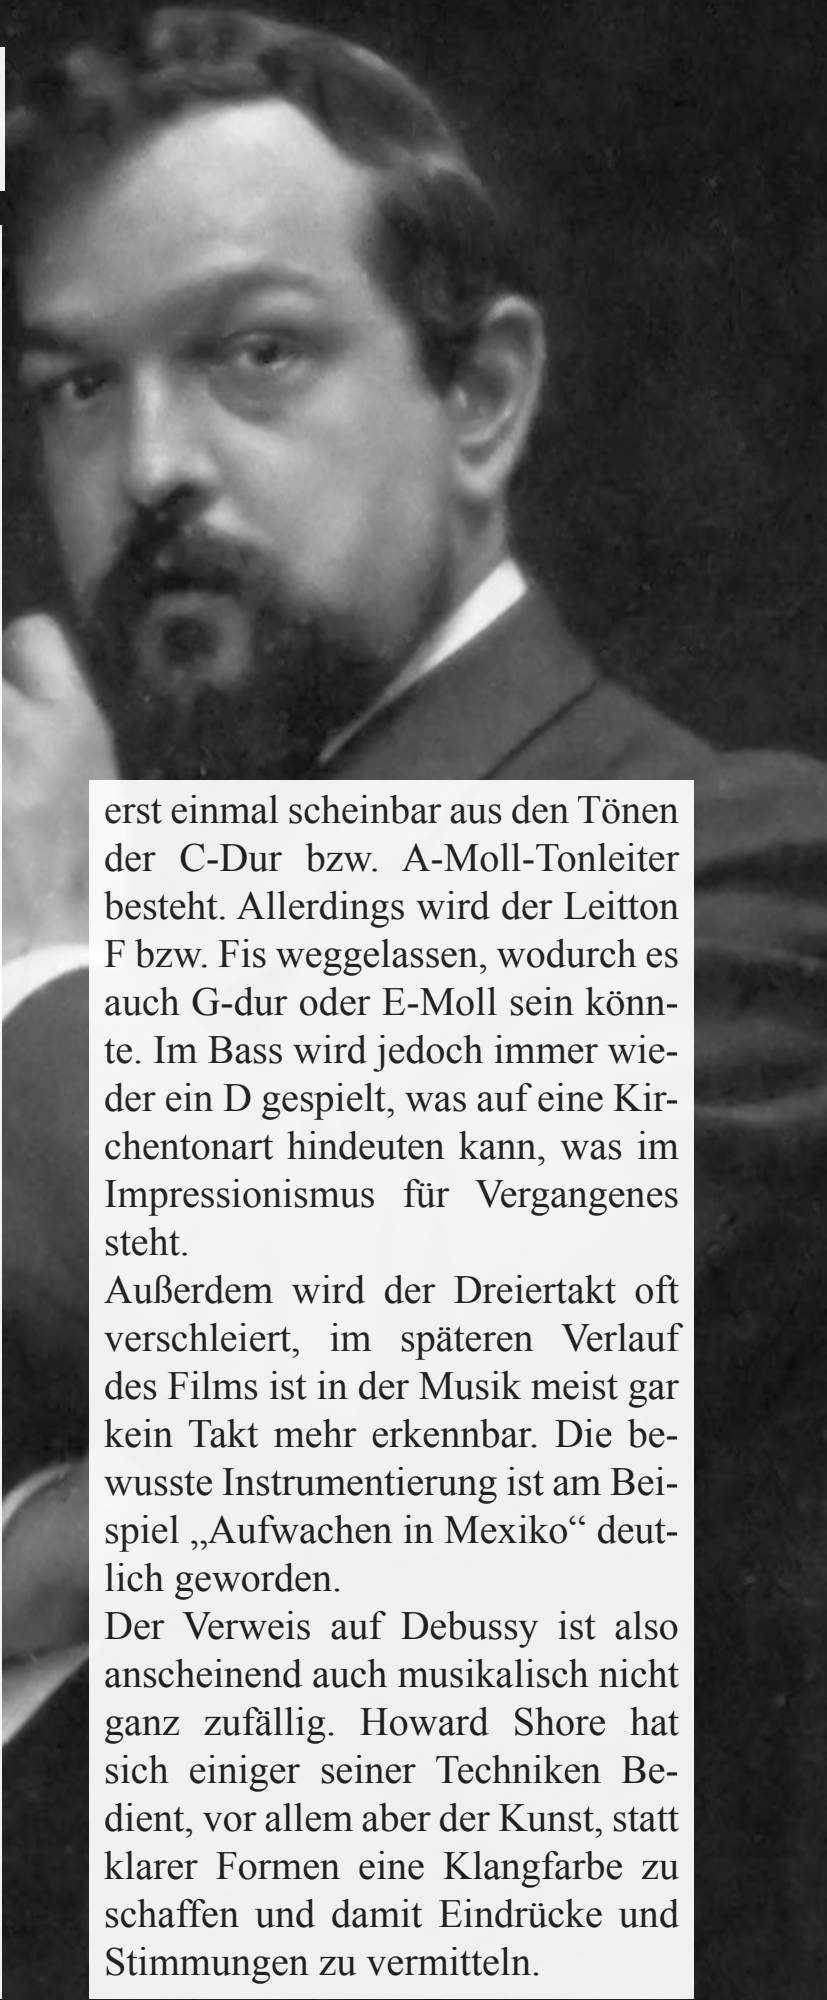 erst einmal scheinbar aus den Tönen
der C-Dur bzw. A-Moll-Tonleiter
besteht. Allerdings wird der Leitton
F bzw. Fis weggelassen, wodurch es
auch G-dur oder E-Moll sein könn-
te. Im Bass wird jedoch immer wie-
der ein D gespielt, was auf eine Kir-
chentonart hindeuten kann, was im
Impressionismus für Vergangenes
steht.
Außerdem wird der Dreiertakt oft
verschleiert, im späteren Verlauf
des Films ist in der Musik meist gar
kein Takt mehr erkennbar. Die be-
wusste Instrumentierung ist am Bei-
spiel „Aufwachen in Mexiko“ deut-
lich geworden.
Der Verweis auf Debussy ist also
anscheinend auch musikalisch nicht
ganz zufällig. Howard Shore hat
sich einiger seiner Techniken Be-
dient, vor allem aber der Kunst, statt
klarer Formen eine Klangfarbe zu
schaffen und damit Eindrücke und
Stimmungen zu vermitteln.